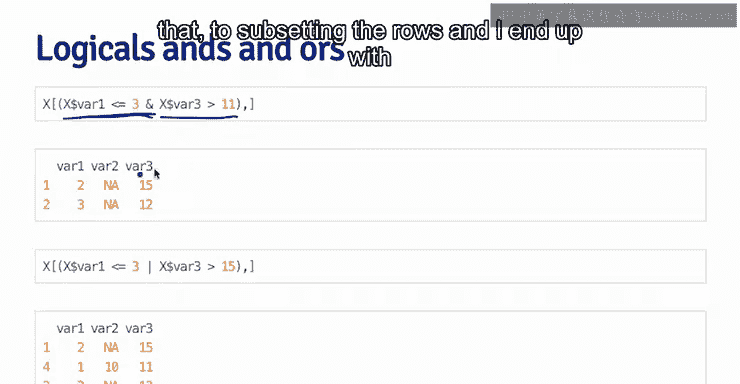 that, to subsetting the rows and I end up
with
Logicals ands and ors
X[(X$var1 <= 3 & X$var3 > 11),]
var1 var2 var3
1 2 NA 15
2 3 NA 12
X[(X$var1 <= 3 | X$var3 > 15),]
var1 var2 var3
1 2 NA 15
4 1 10 11